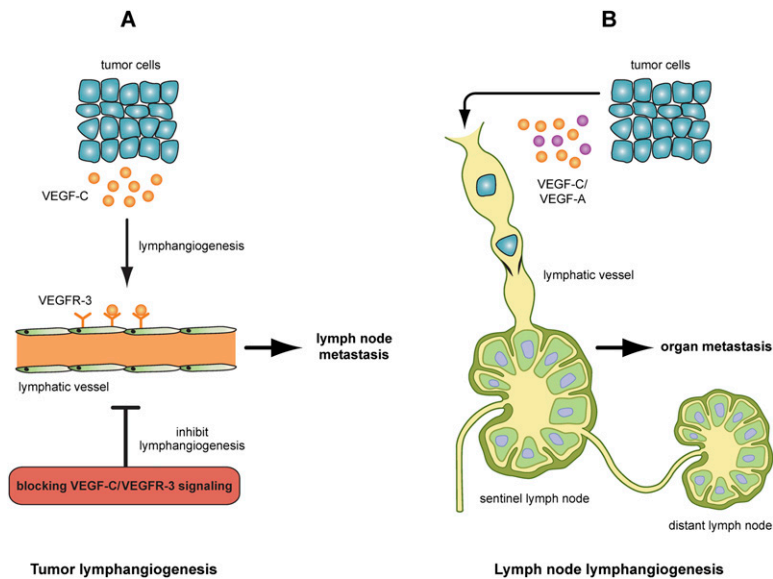 A
tumor cells
VEGF-C
lymphangiogenesis
VEGFR-3
lymphatic vessel
lymph node
metastasis
inhibit
lymphangiogenesis
blocking VEGF-C/VEGFR-3 signaling
Tumor lymphangiogenesis
B
tumor cells
VEGF-C/
VEGF-A
lymphatic vessel
organ metastasis
sentinel lymph node
distant lymph node
Lymph node lymphangiogenesis